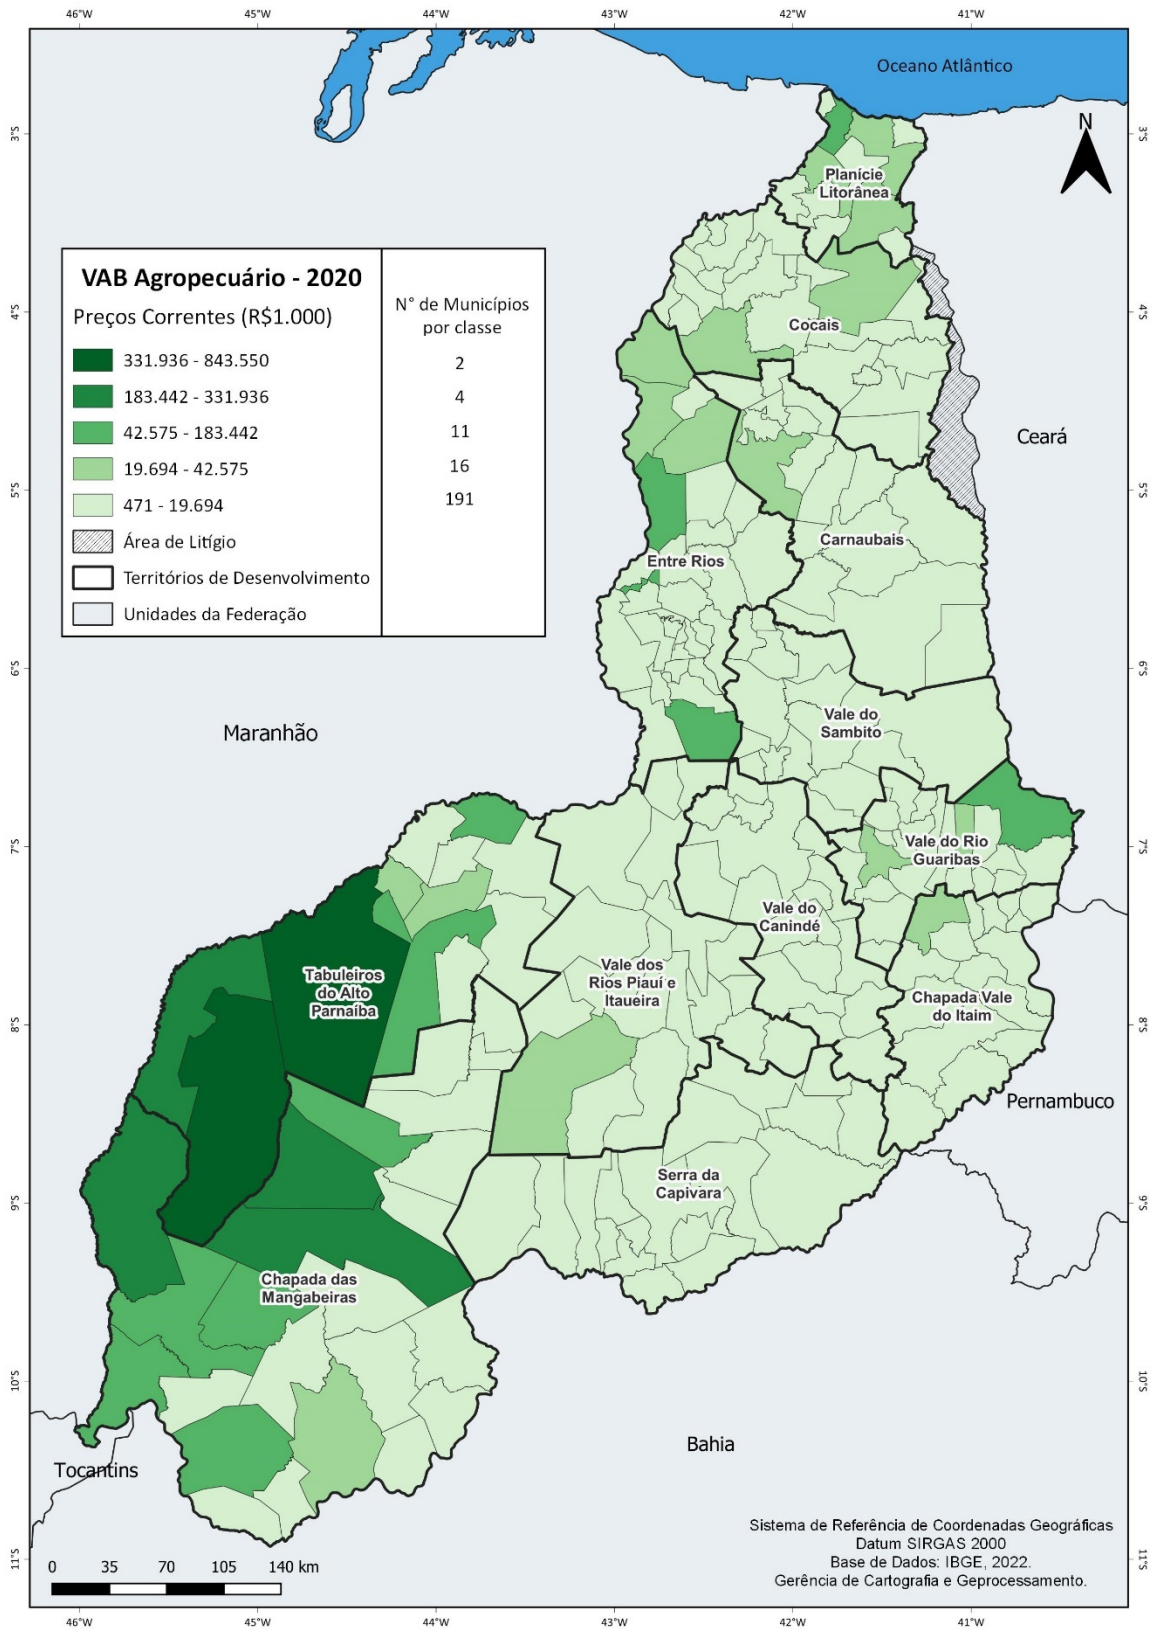 46°W 45°W 44°W 43°W 42°W 41°W
Oceano Atlântico
N
3°S 3°S
Planície
Litorânea
VAB Agropecuário - 2020
Preços Correntes (R$1.000)
N° de Municípios
por classe
331.936 - 843.550 2
183.442 - 331.936 4
42.575 - 183.442 11
19.694 - 42.575 16
471 - 19.694 191
Área de Litígio
Territórios de Desenvolvimento
Unidades da Federação
4°S 4°S
Cocais
Ceará
5°S 5°S
Carnaubais
Entre Rios
6°S 6°S
Maranhão
Vale do
Sambito
7°S 7°S
Vale do Rio
Guaribas
Vale do
Canindé
Tabuleiros
do Alto
Parnaíba
Vale dos
Rios Piauí e
Itaueira
Chapada Vale
do Itaim
8°S 8°S
Pernambuco
Serra da
Capivara
9°S 9°S
Chapada das
Mangabeiras
10°S 10°S
Bahia
Tocantins
Sistema de Referência de Coordenadas Geográficas
Datum SIRGAS 2000
Base de Dados: IBGE, 2022.
Gerência de Cartografia e Geprocessamento.
11°S 11°S
0 35 70 105 140 km
46°W 45°W 44°W 43°W 42°W 41°W